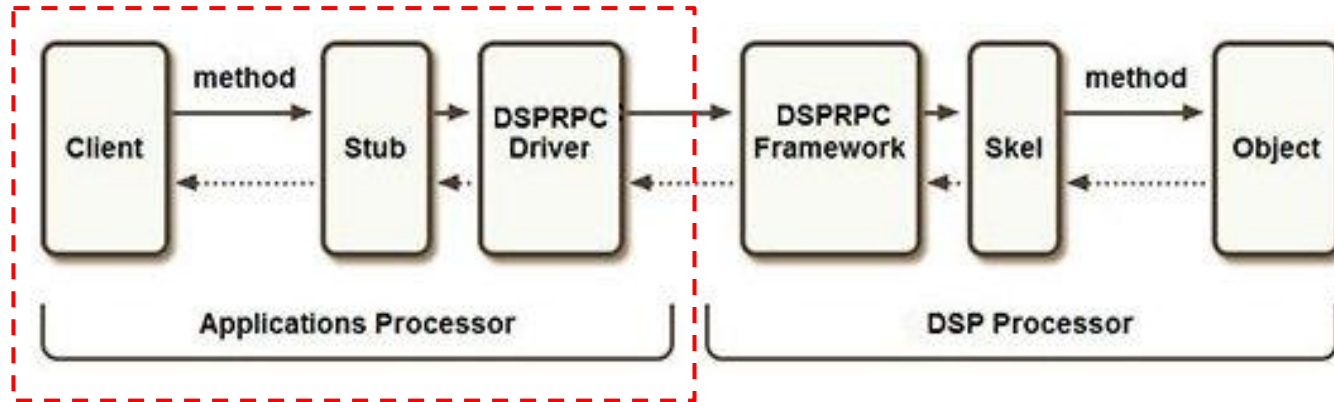 method
method
Client
Stub
DSPRPC
Driver
DSPRPC
Framework
Skel
Object
Applications Processor
DSP Processor